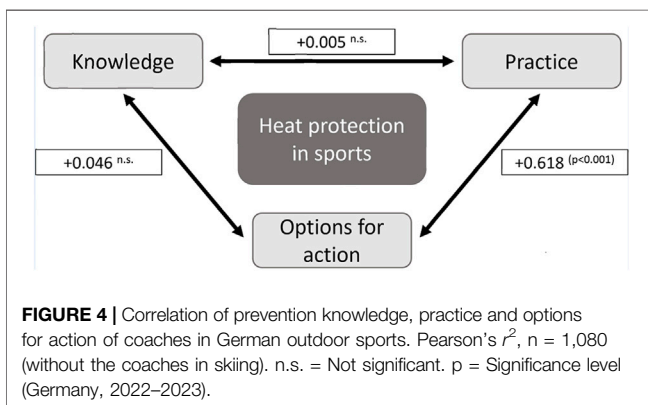 +0.005 n.s.
Knowledge
Practice
Heat protection
in sports
+0.046 n.s.
+0.618 (p<0.001)
Options for
action
FIGURE 4 | Correlation of prevention knowledge, practice and options
for action of coaches in German outdoor sports. Pearson's r², n = 1,080
(without the coaches in skiing). n.s. = Not significant. p = Significance level
(Germany, 2022–2023).